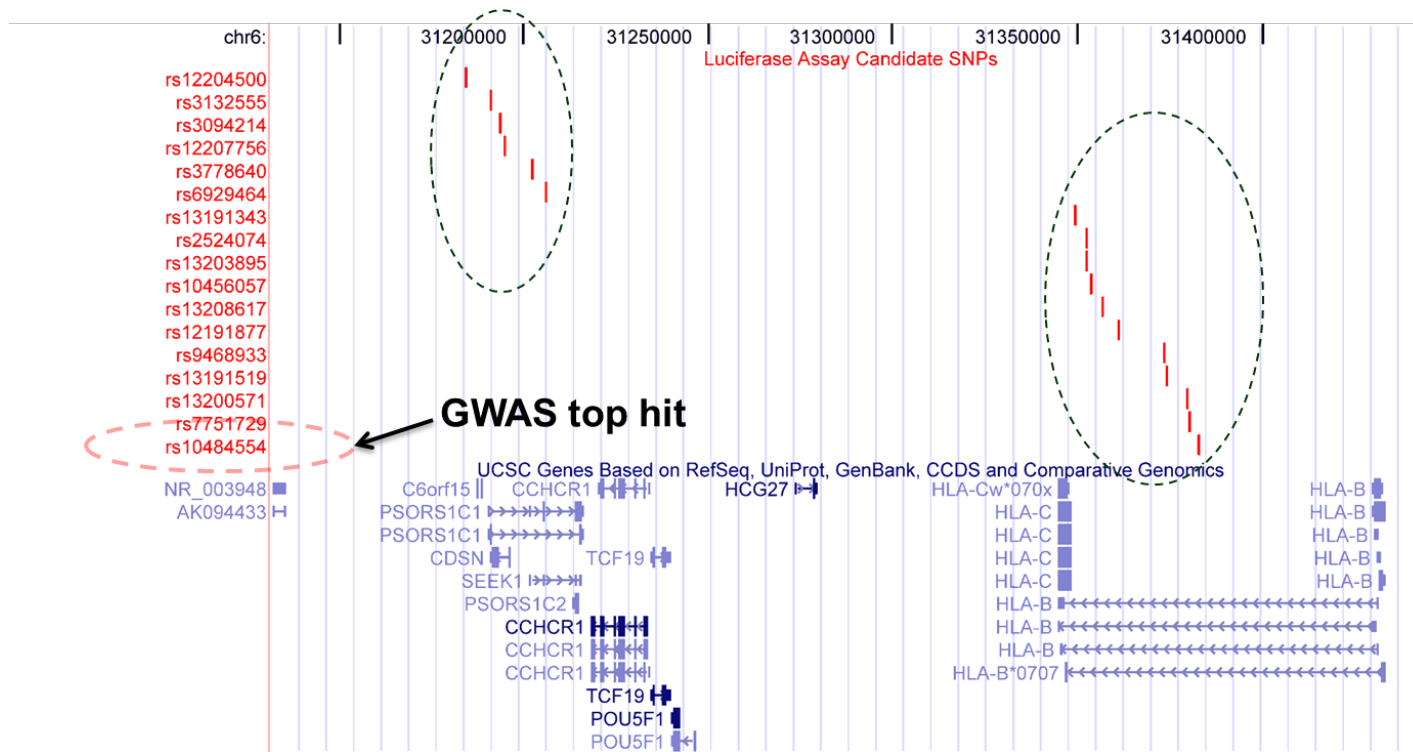 chr6: 31200000 31250000 31300000 31350000 31400000
Luciferase Assay Candidate SNPs
rs12204500
rs3132555
rs3094214
rs12207756
rs3778640
rs6929464
rs13191343
rs2524074
rs13203895
rs10456057
rs13208617
rs12191877
rs9468933
rs13191519
rs13200571
rs7751729
rs10484554
GWAS top hit
UCSC Genes Based on RefSeq, UniProt, GenBank, CCDS and Comparative Genomics
NR_003948 C6orf15 CCHCR1 HCG27 HLA-Cw*070x HLA-B
AK094433 PSORS1C1 HLA-C HLA-B
PSORS1C1 HLA-C HLA-B
CDSN TCF19 HLA-C HLA-B
SEEK1 HLA-C HLA-B
PSORS1C2 HLA-B
CCHCR1 HLA-B
CCHCR1 HLA-B
CCHCR1 HLA-B*0707
TCF19
POU5F1
POU5F1